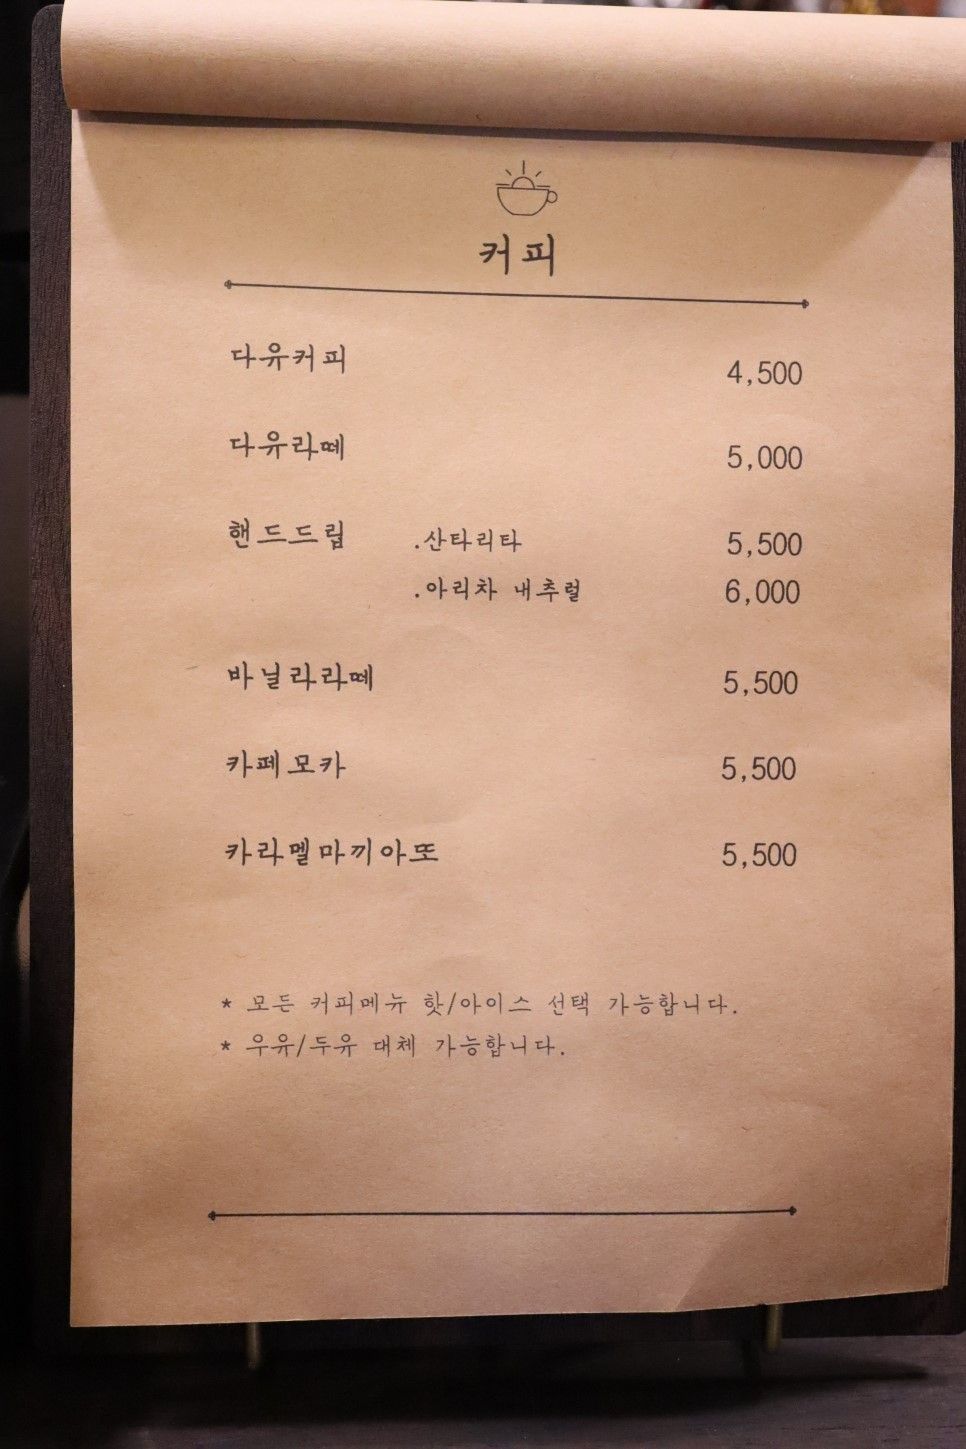 커피
다유커피 4,500
다유라떼 5,000
핸드드립 .산타리타 5,500
.아리차 내추럴 6,000
바닐라라떼 5,500
카페모카 5,500
카라멜마끼아또 5,500
* 모든 커피메뉴 핫/아이스 선택 가능합니다.
* 우유/두유 대체 가능합니다.